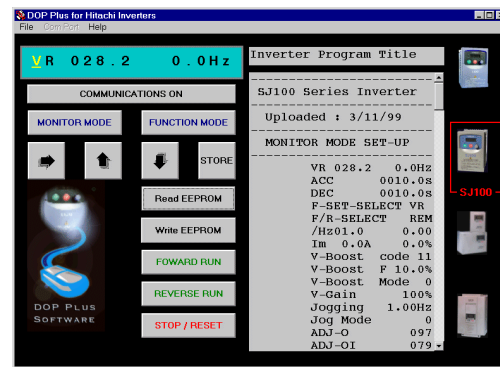 DOP Plus for Hitachi Inverters
File Com Port Help
VR 028.2 0.0Hz
COMMUNICATIONS ON
MONITOR MODE FUNCTION MODE
STORE
Read EEPROM
Write EEPROM
FOWARD RUN
REVERSE RUN
STOP / RESET
DOP PLUS
SOFTWARE
Inverter Program Title
SJ100 Series Inverter
Uploaded : 3/11/99
MONITOR MODE SET-UP
VR 028.2 0.0Hz
ACC 0010.0s
DEC 0010.0s
F-SET-SELECT VR
F/R-SELECT REM
/Hz01.0 0.00
Im 0.0A 0.0%
V-Boost code 11
V-Boost F 10.0%
V-Boost Mode 0
V-Gain 100%
Jogging 1.00Hz
Jog Mode 0
ADJ-O 097
ADJ-OI 079
SJ100